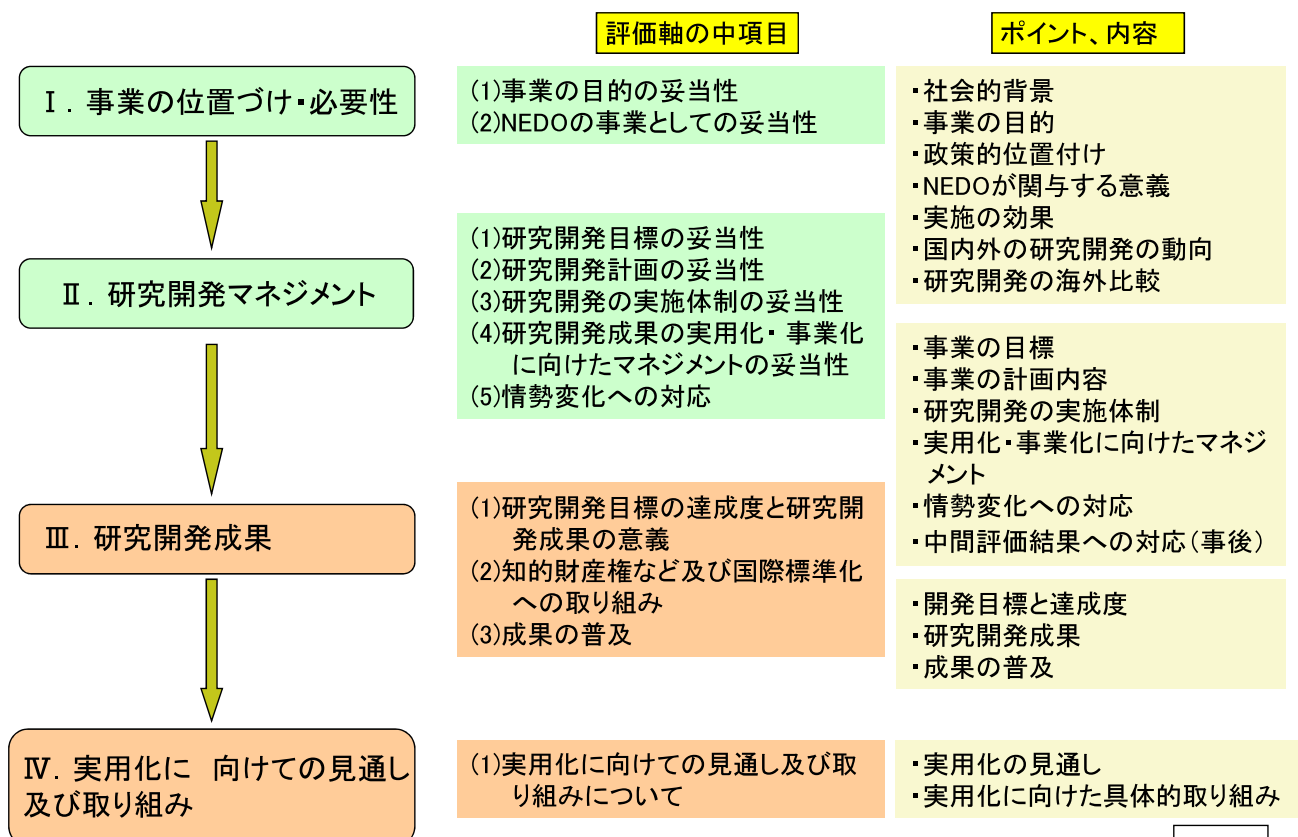 評価軸の中項目
ポイント、内容
Ⅰ．事業の位置づけ・必要性
(1)事業の目的の妥当性
(2)NEDOの事業としての妥当性
・社会的背景
・事業の目的
・政策的位置付け
・NEDOが関与する意義
・実施の効果
・国内外の研究開発の動向
・研究開発の海外比較
Ⅱ．研究開発マネジメント
(1)研究開発目標の妥当性
(2)研究開発計画の妥当性
(3)研究開発の実施体制の妥当性
(4)研究開発成果の実用化・ 事業化
に向けたマネジメントの妥当性
(5)情勢変化への対応
・事業の目標
・事業の計画内容
・研究開発の実施体制
・実用化・事業化に向けたマネジ
メント
・情勢変化への対応
・中間評価結果への対応（事後）
Ⅲ．研究開発成果
(1)研究開発目標の達成度と研究開
発成果の意義
(2)知的財産権など及び国際標準化
への取り組み
(3)成果の普及
・開発目標と達成度
・研究開発成果
・成果の普及
Ⅳ．実用化に 向けての見通し
及び取り組み
(1)実用化に向けての見通し及び取
り組みについて
・実用化の見通し
・実用化に向けた具体的取り組み